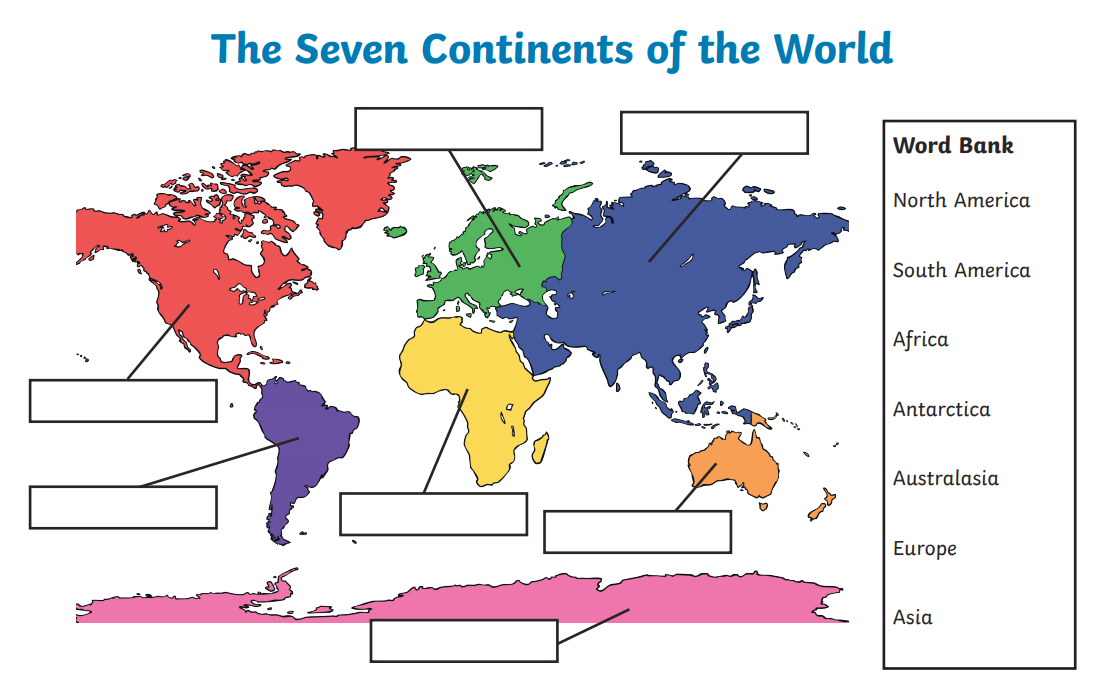 The Seven Continents of the World
Word Bank
North America
South America
Africa
Antarctica
Australasia
Europe
Asia